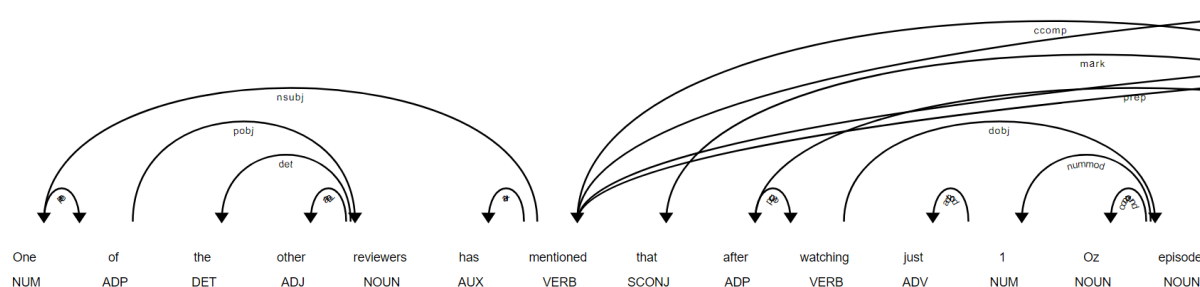 ccomp
mark
nsubj
prep
pobj
dobj
det
nummod
One of the other reviewers has mentioned that after watching just 1 Oz episode
NUM ADP DET ADJ NOUN AUX VERB SCONJ ADP VERB ADV NUM NOUN NOUN